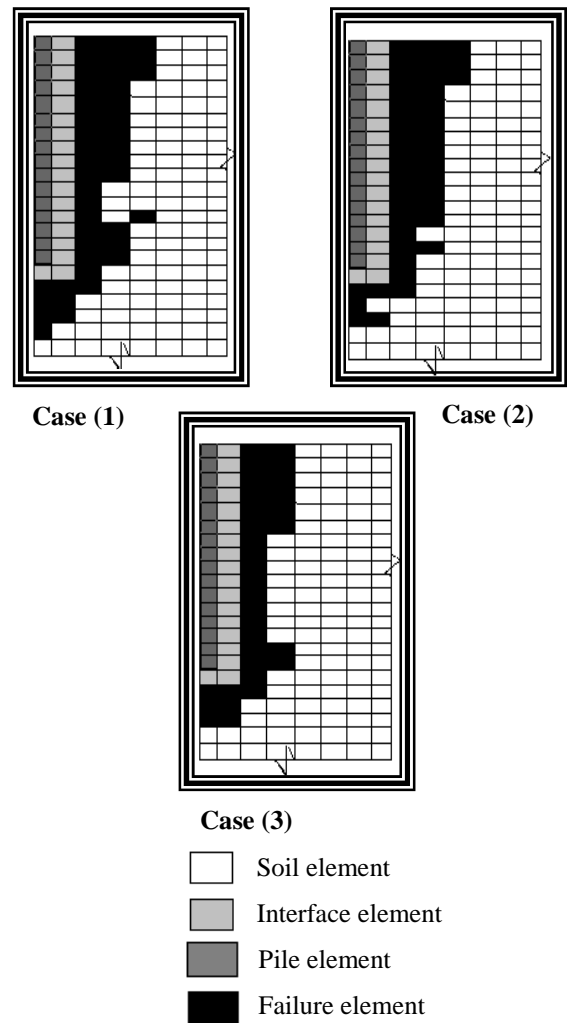 Case (1)
Case (2)
Case (3)
Soil element
Interface element
Pile element
Failure element